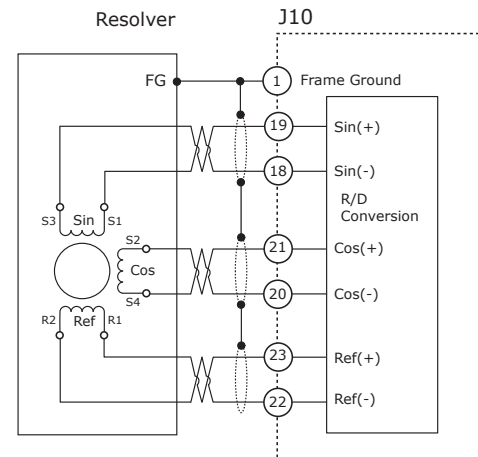 Resolver
J10
FG
1
Frame Ground
19
Sin(+)
18
Sin(-)
R/D
Conversion
S3
Sin
S1
S2
21
Cos(+)
Cos
S4
20
Cos(-)
R2
Ref
R1
23
Ref(+)
22
Ref(-)